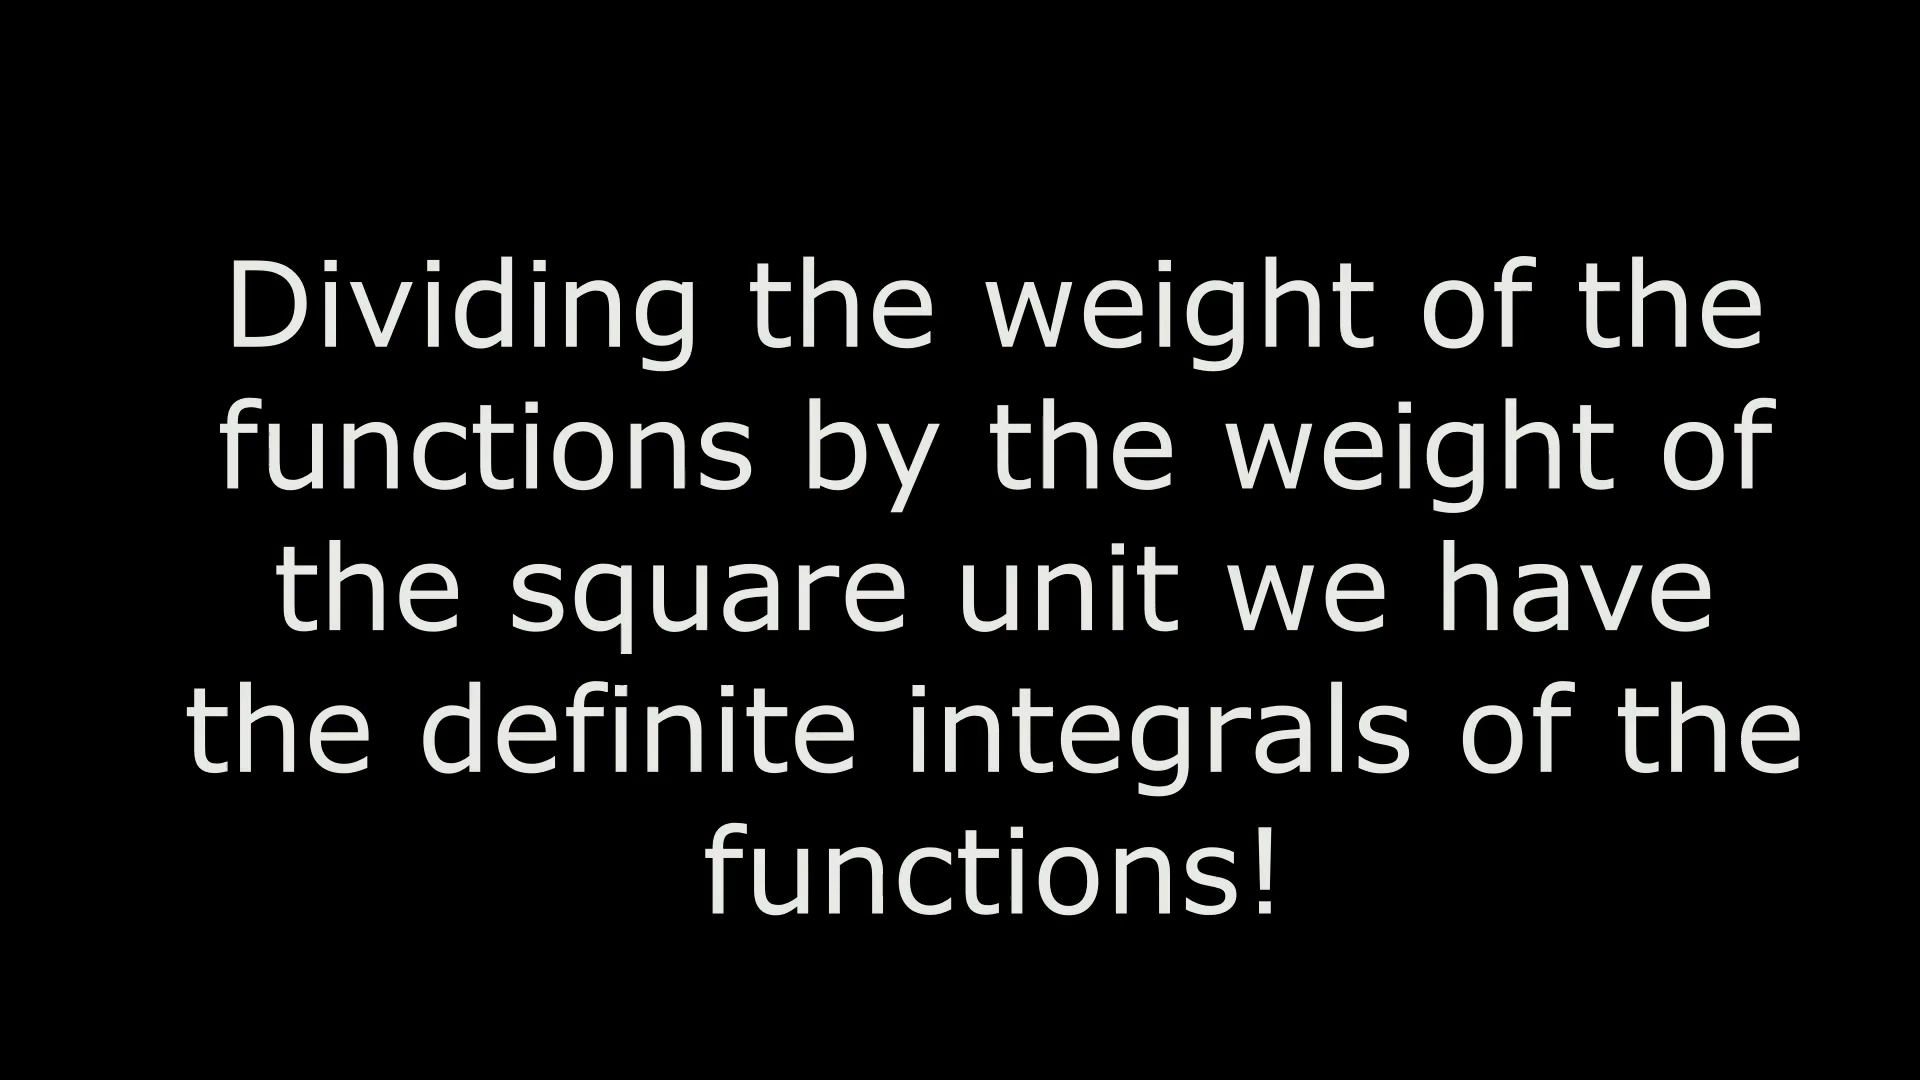 Dividing the weight of the
functions by the weight of
the square unit we have
the definite integrals of the
functions!